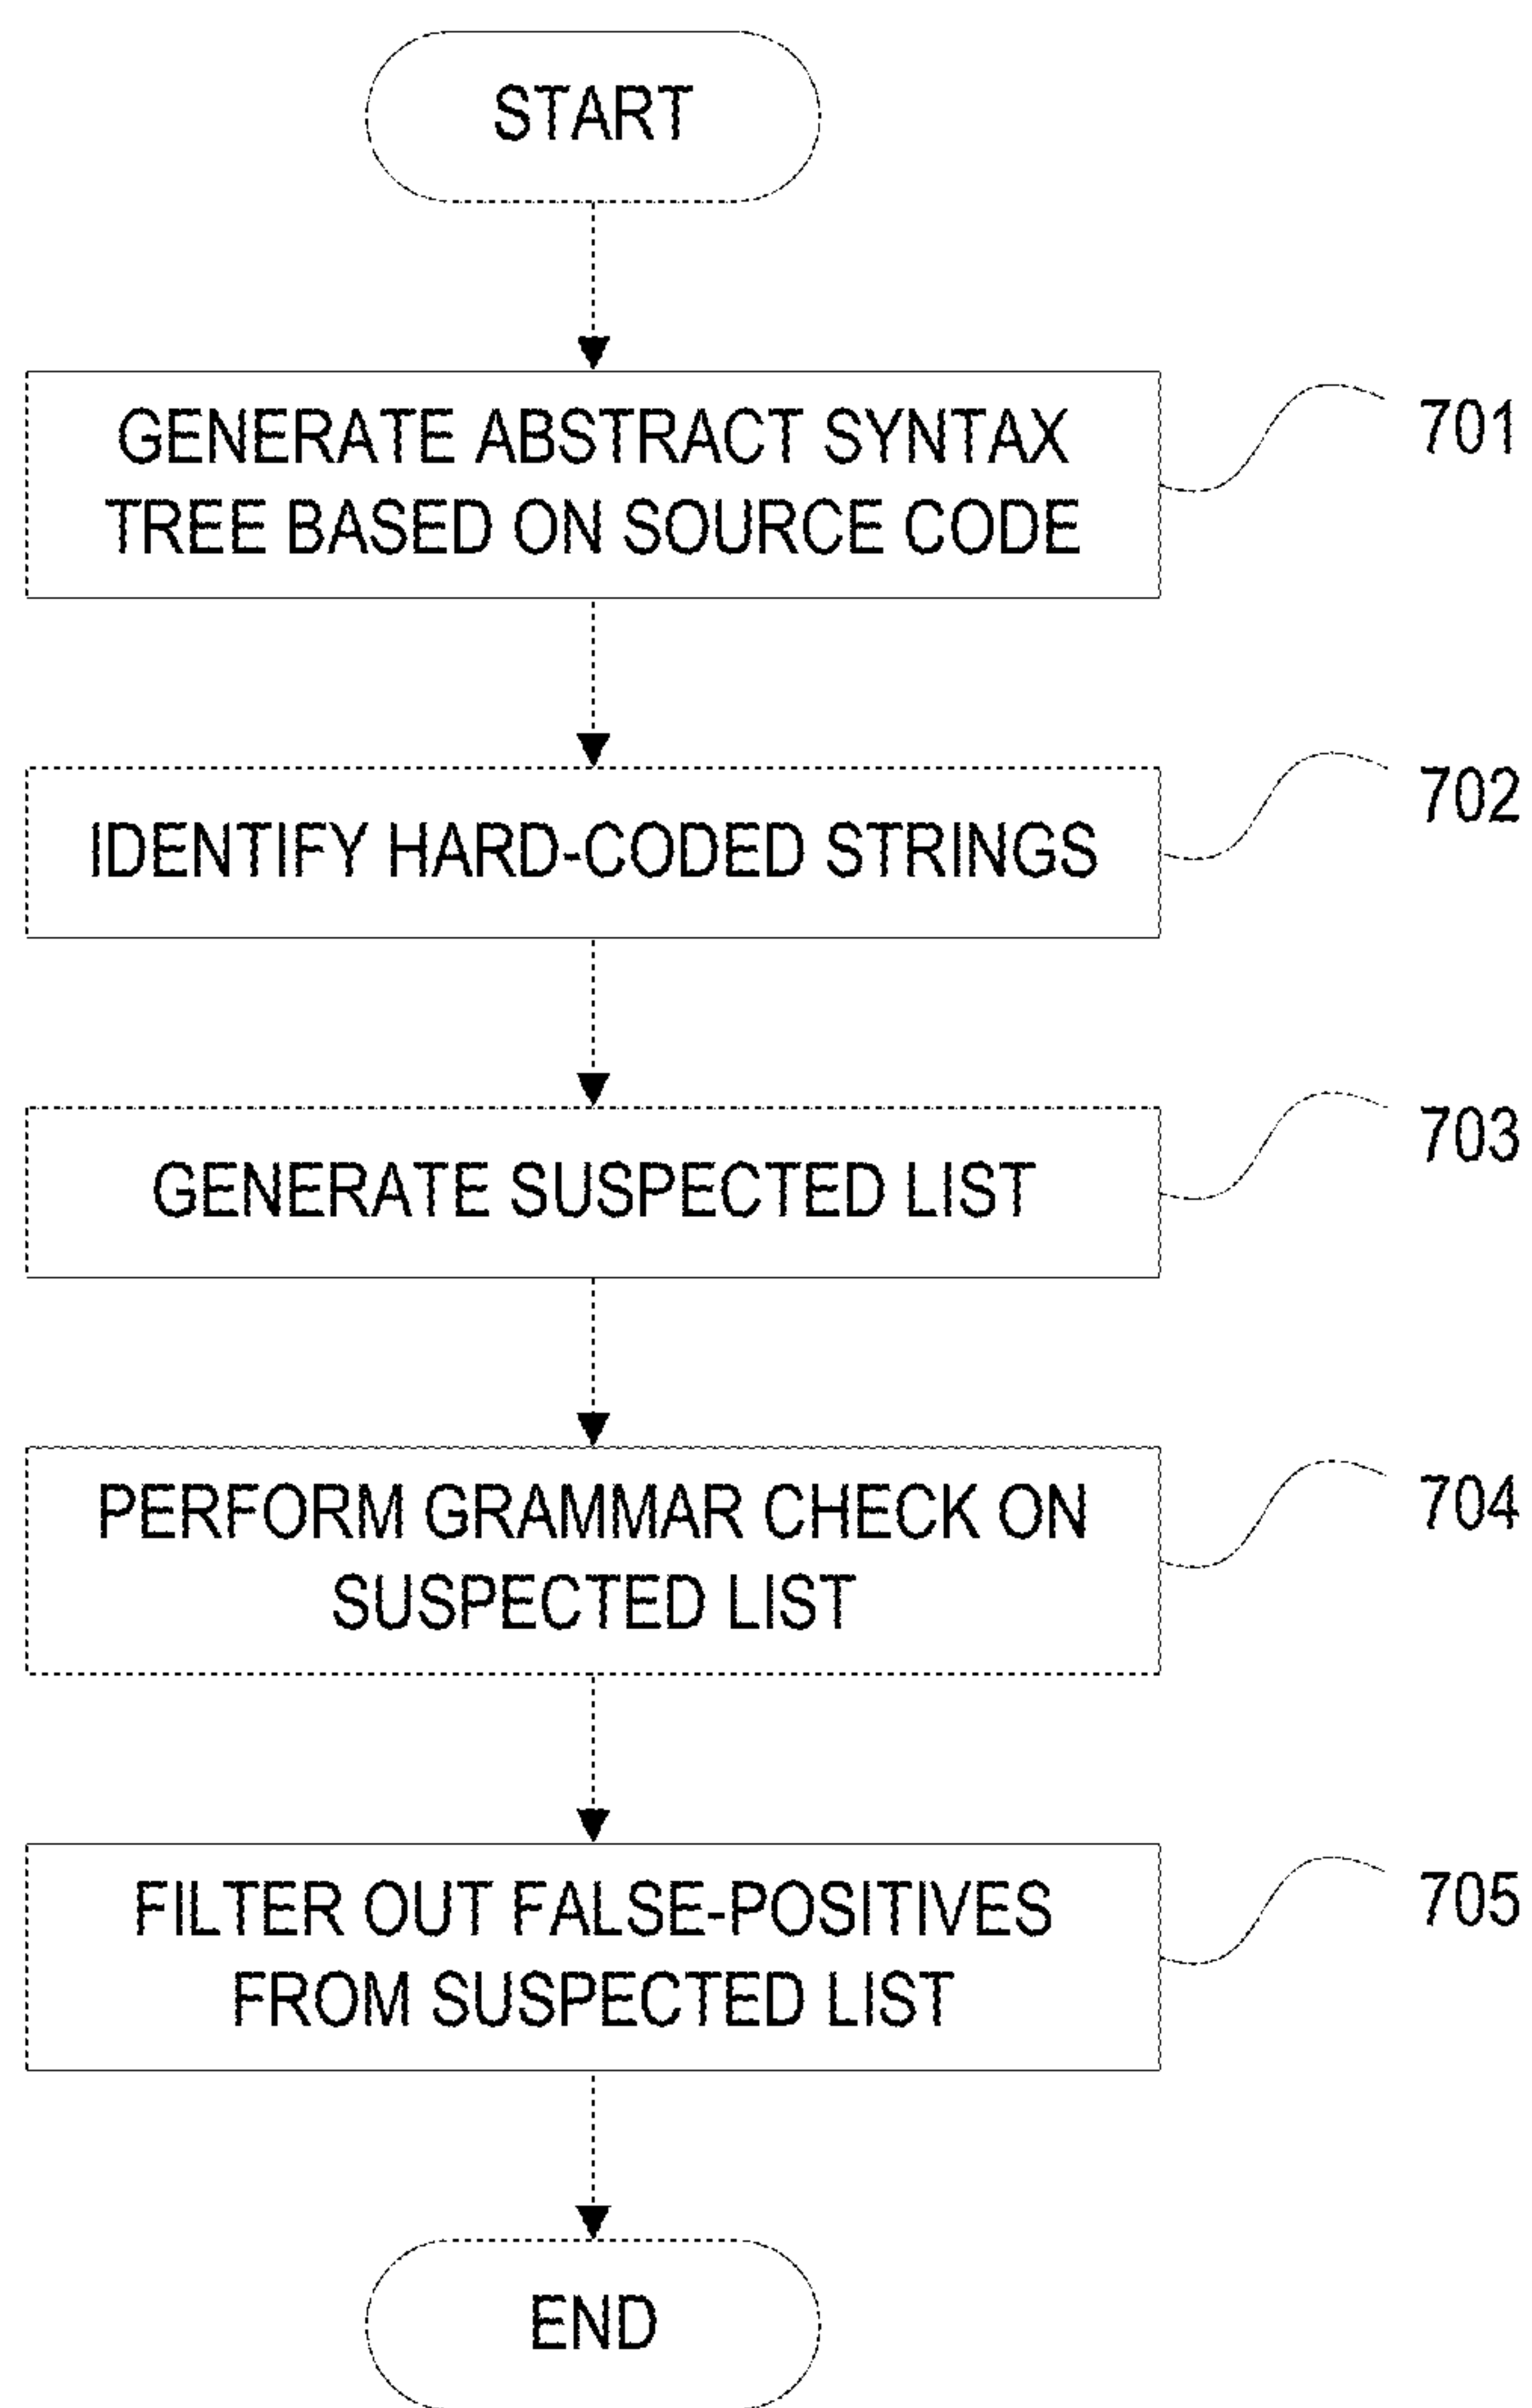 START
GENERATE ABSTRACT SYNTAX
TREE BASED ON SOURCE CODE
701
IDENTIFY HARD-CODED STRINGS
702
GENERATE SUSPECTED LIST
703
PERFORM GRAMMAR CHECK ON
SUSPECTED LIST
704
FILTER OUT FALSE-POSITIVES
FROM SUSPECTED LIST
705
END